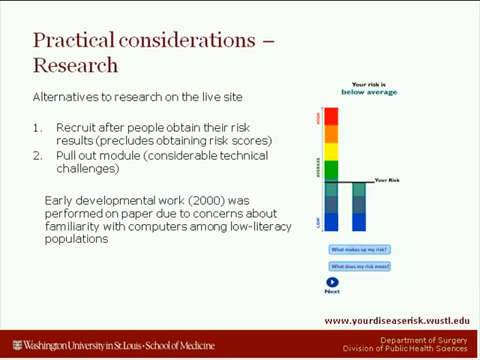 Practical considerations –
Research
Alternatives to research on the live site
1. Recruit after people obtain their risk
results (precludes obtaining risk scores)
2. Pull out module (considerable technical
challenges)
Early developmental work (2000) was
performed on paper due to concerns about
familiarity with computers among low-literacy
populations
Your risk is
below average
HIGH
AVERAGE
LOW
Your Risk
What makes up my risk?
What does my risk mean?
Next
www.yourdiseaserisk.wustl.edu
Washington University in St. Louis • School of Medicine
Department of Surgery
Division of Public Health Sciences